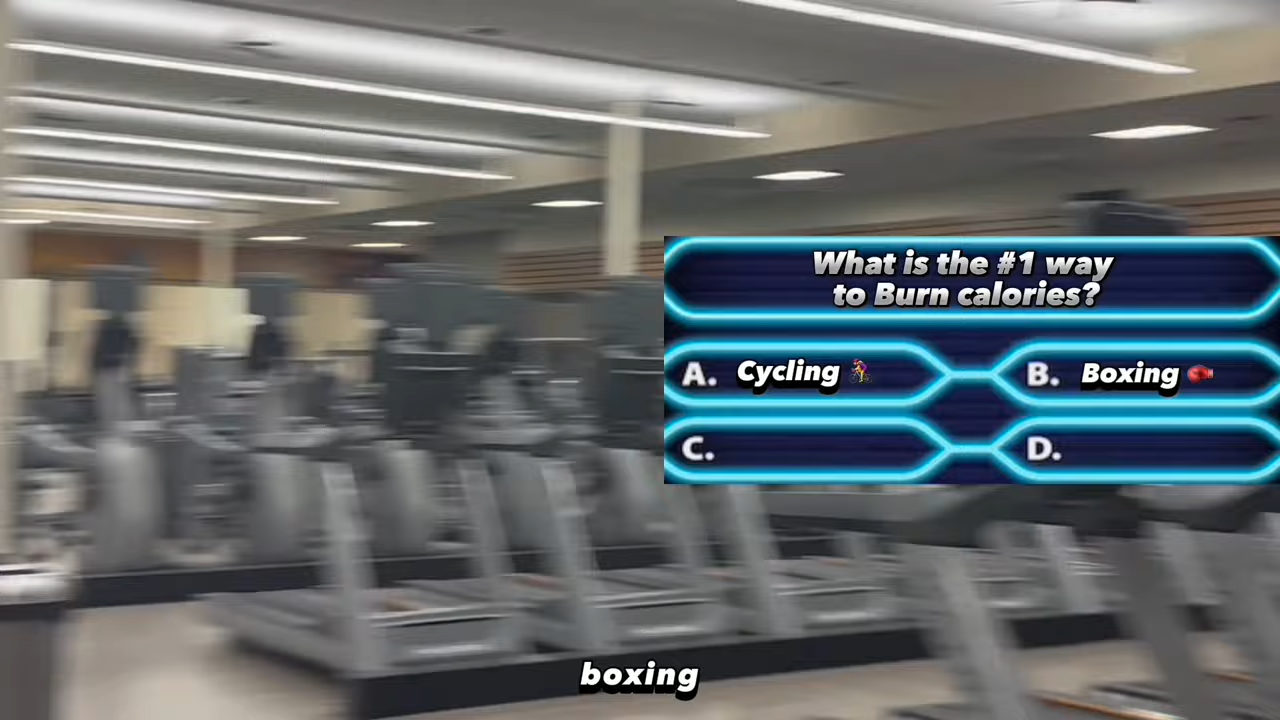 What is the #1 way
to Burn calories?
A. Cycling 🚴
B. Boxing 🥊
C.
D.
boxing